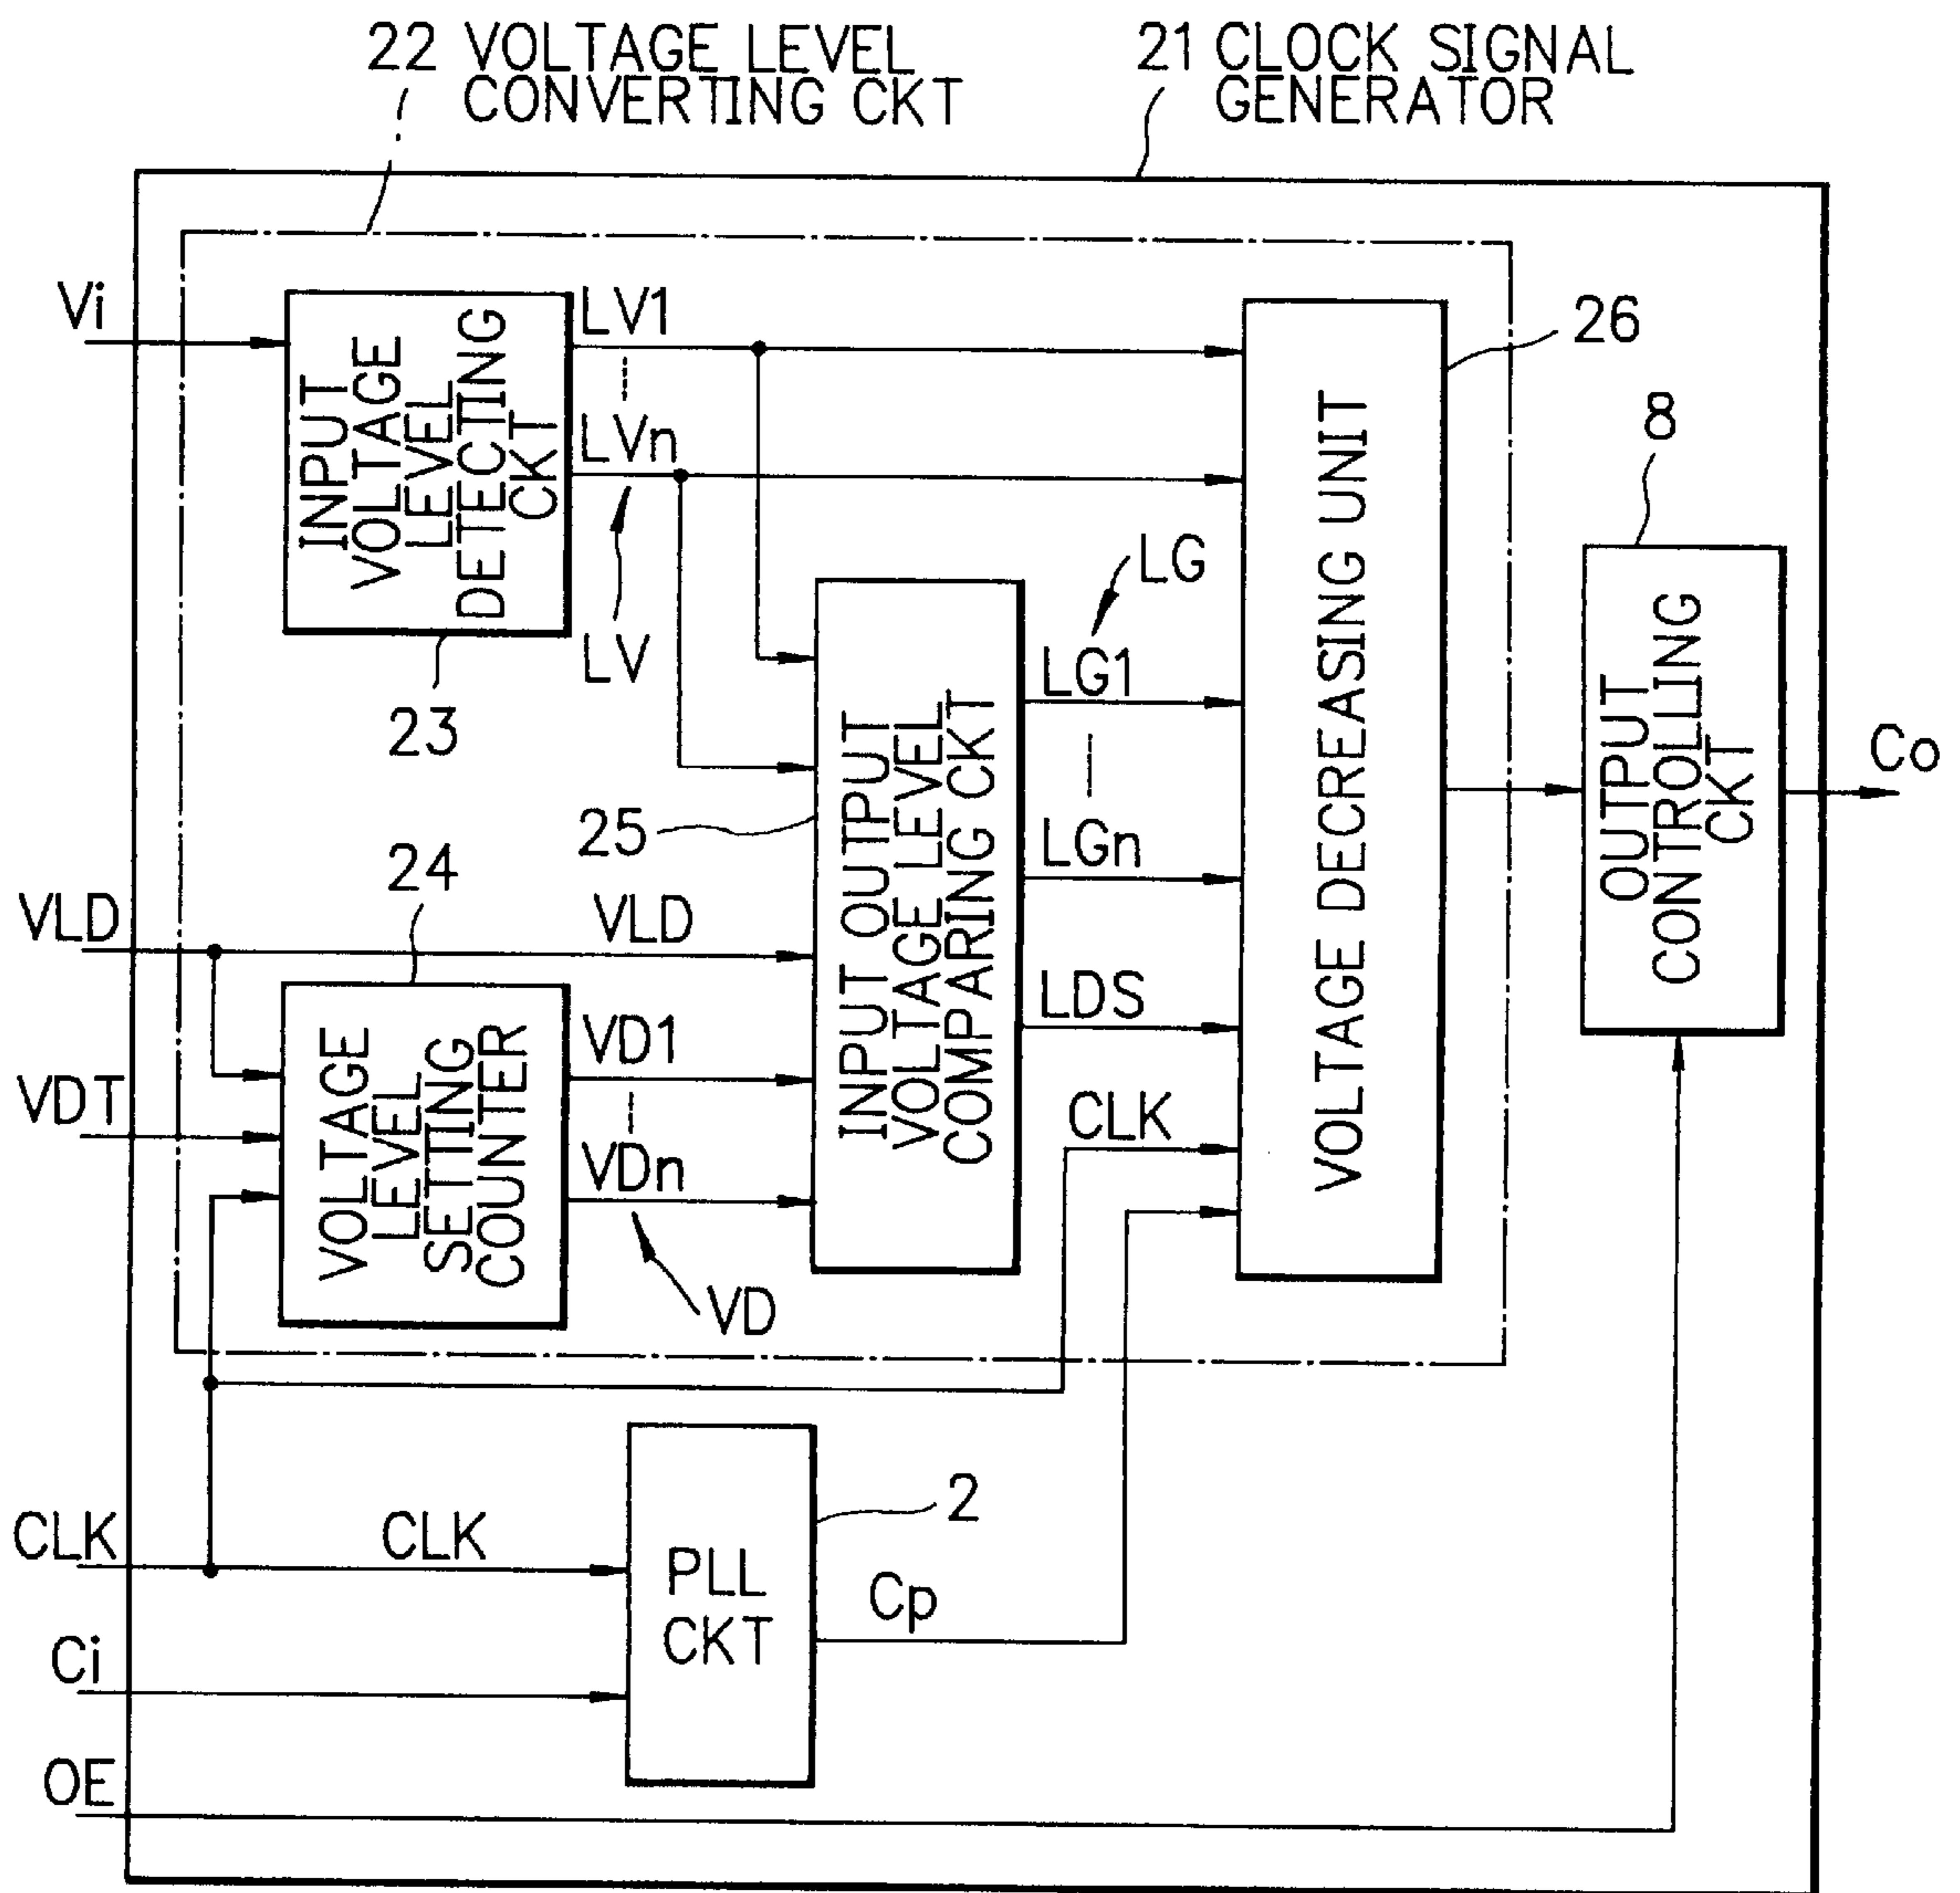 22 VOLTAGE LEVEL
CONVERTING CKT
21 CLOCK SIGNAL
GENERATOR
Vi
INPUT
VOLTAGE
LEVEL
DETECTING
CKT
23
LV1
LVn
LV
26
8
LG
LG1
LGn
LDS
CLK
25
INPUT OUTPUT
VOLTAGE LEVEL
COMPARING CKT
VOLTAGE DECREASING UNIT
OUTPUT
CONTROLLING
CKT
Co
24
VLD
VLD
VDT
VOLTAGE
LEVEL
SETTING
COUNTER
VD1
VDn
VD
CLK
CLK
2
PLL
CKT
Cp
Ci
OE